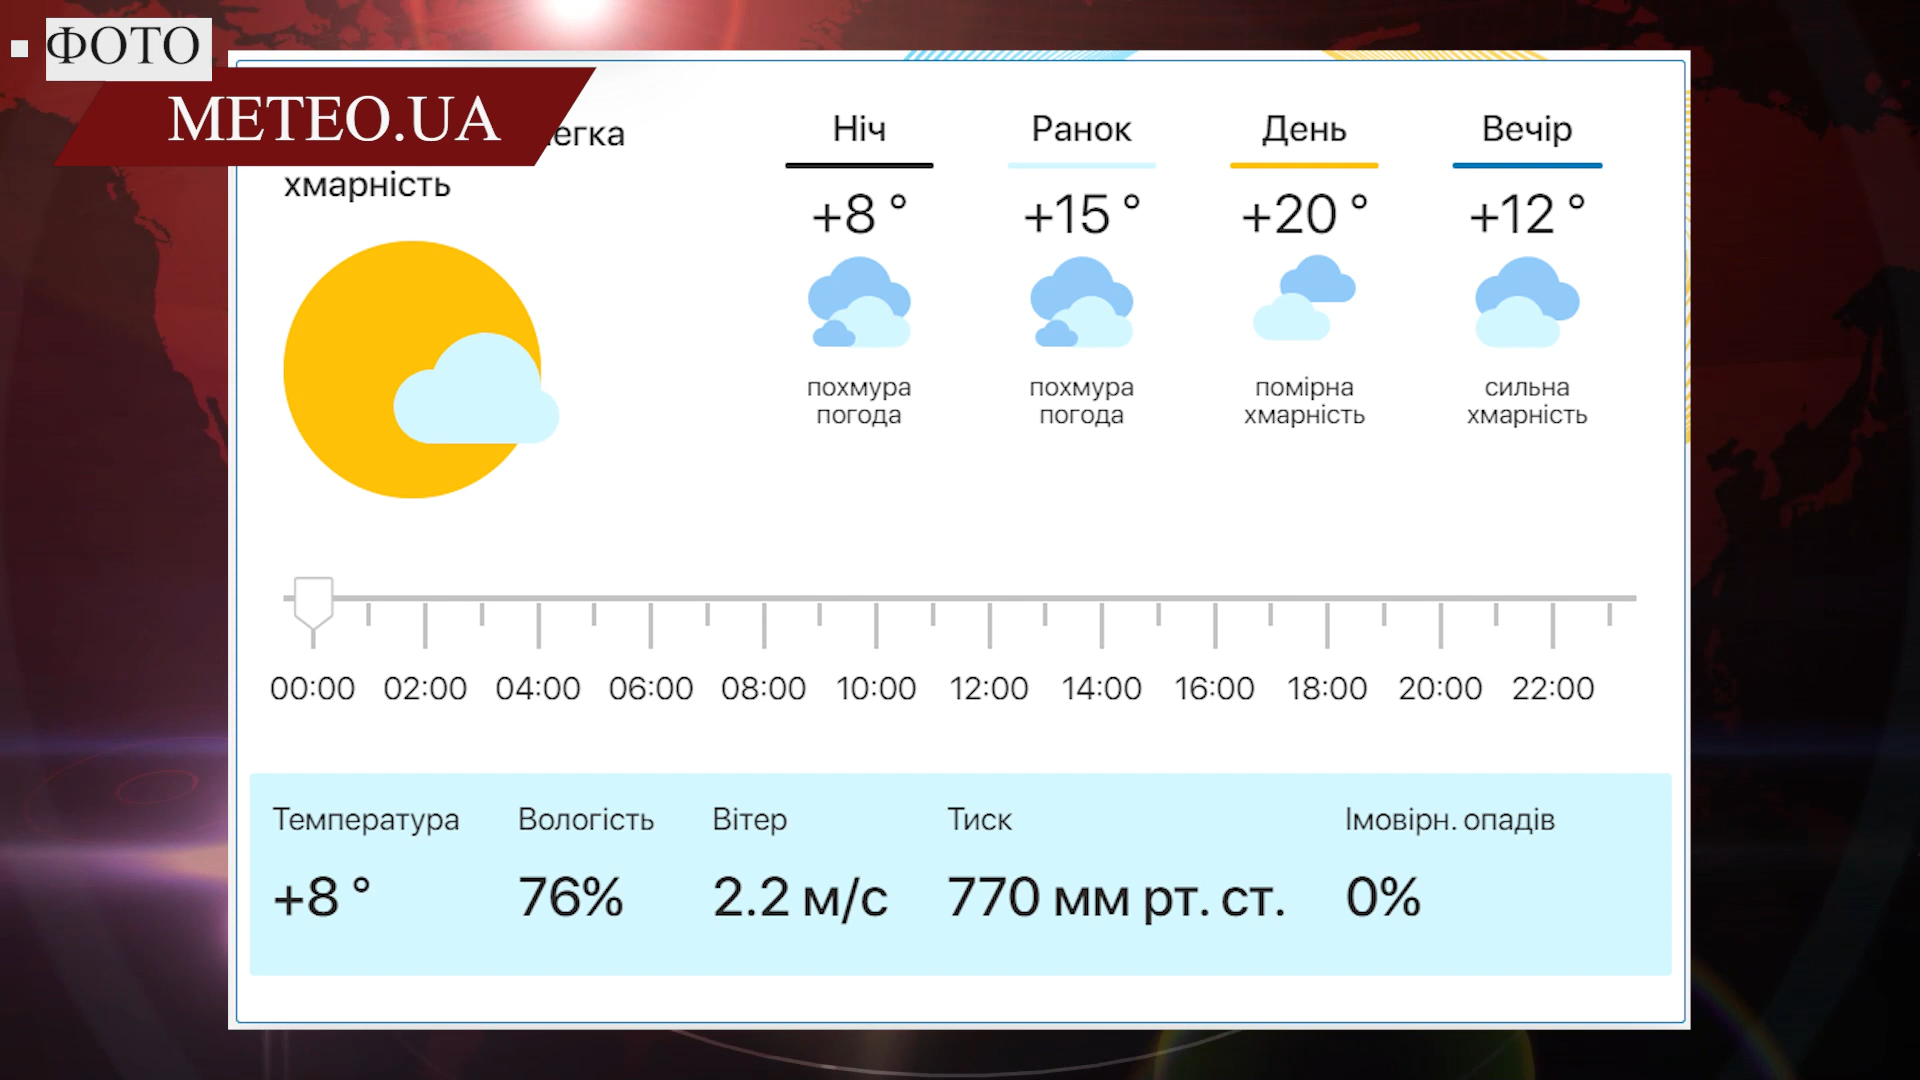 ФОТО
METEO.UA
хмарність
Ніч Ранок День Вечір
+8 ° +15 ° +20 ° +12 °
похмура погода похмура погода помірна хмарність сильна хмарність
00:00 02:00 04:00 06:00 08:00 10:00 12:00 14:00 16:00 18:00 20:00 22:00
Температура Вологість Вітер Тиск Імовірн. опадів
+8 ° 76% 2.2 м/с 770 мм рт. ст. 0%